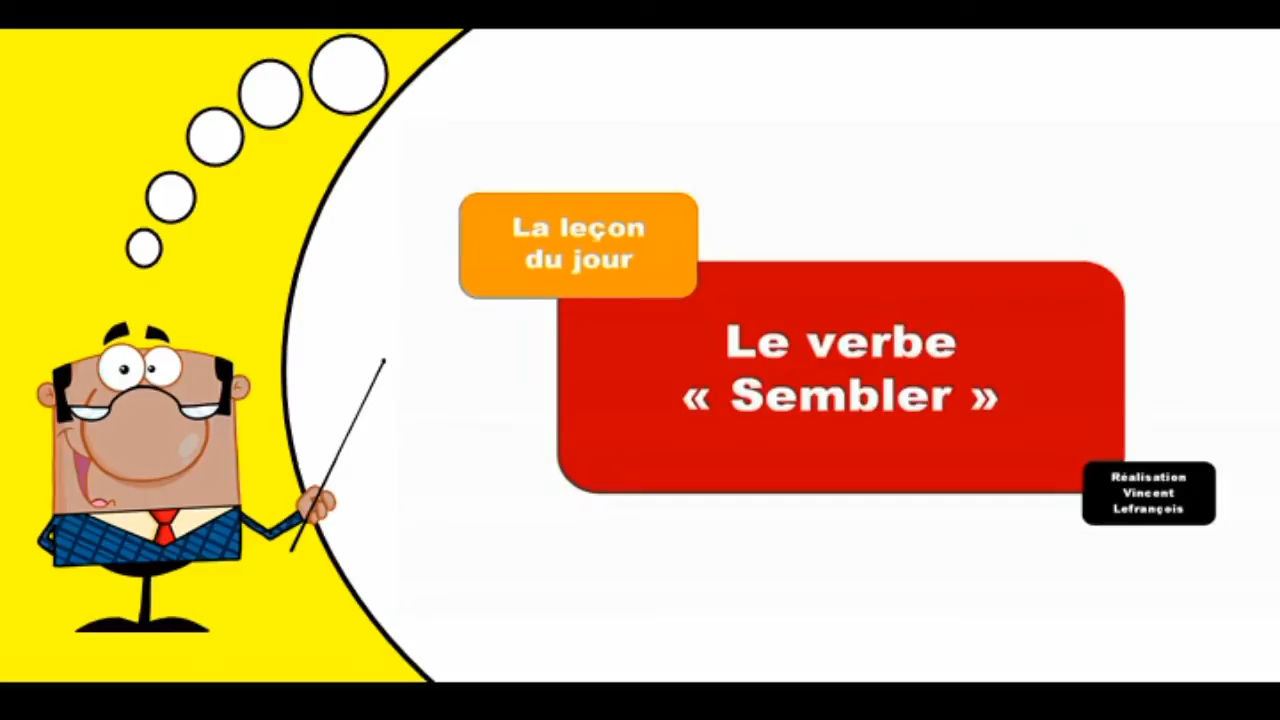 La leçon
du jour
Le verbe
« Sembler »
Réalisation
Vincent
Lefrançois